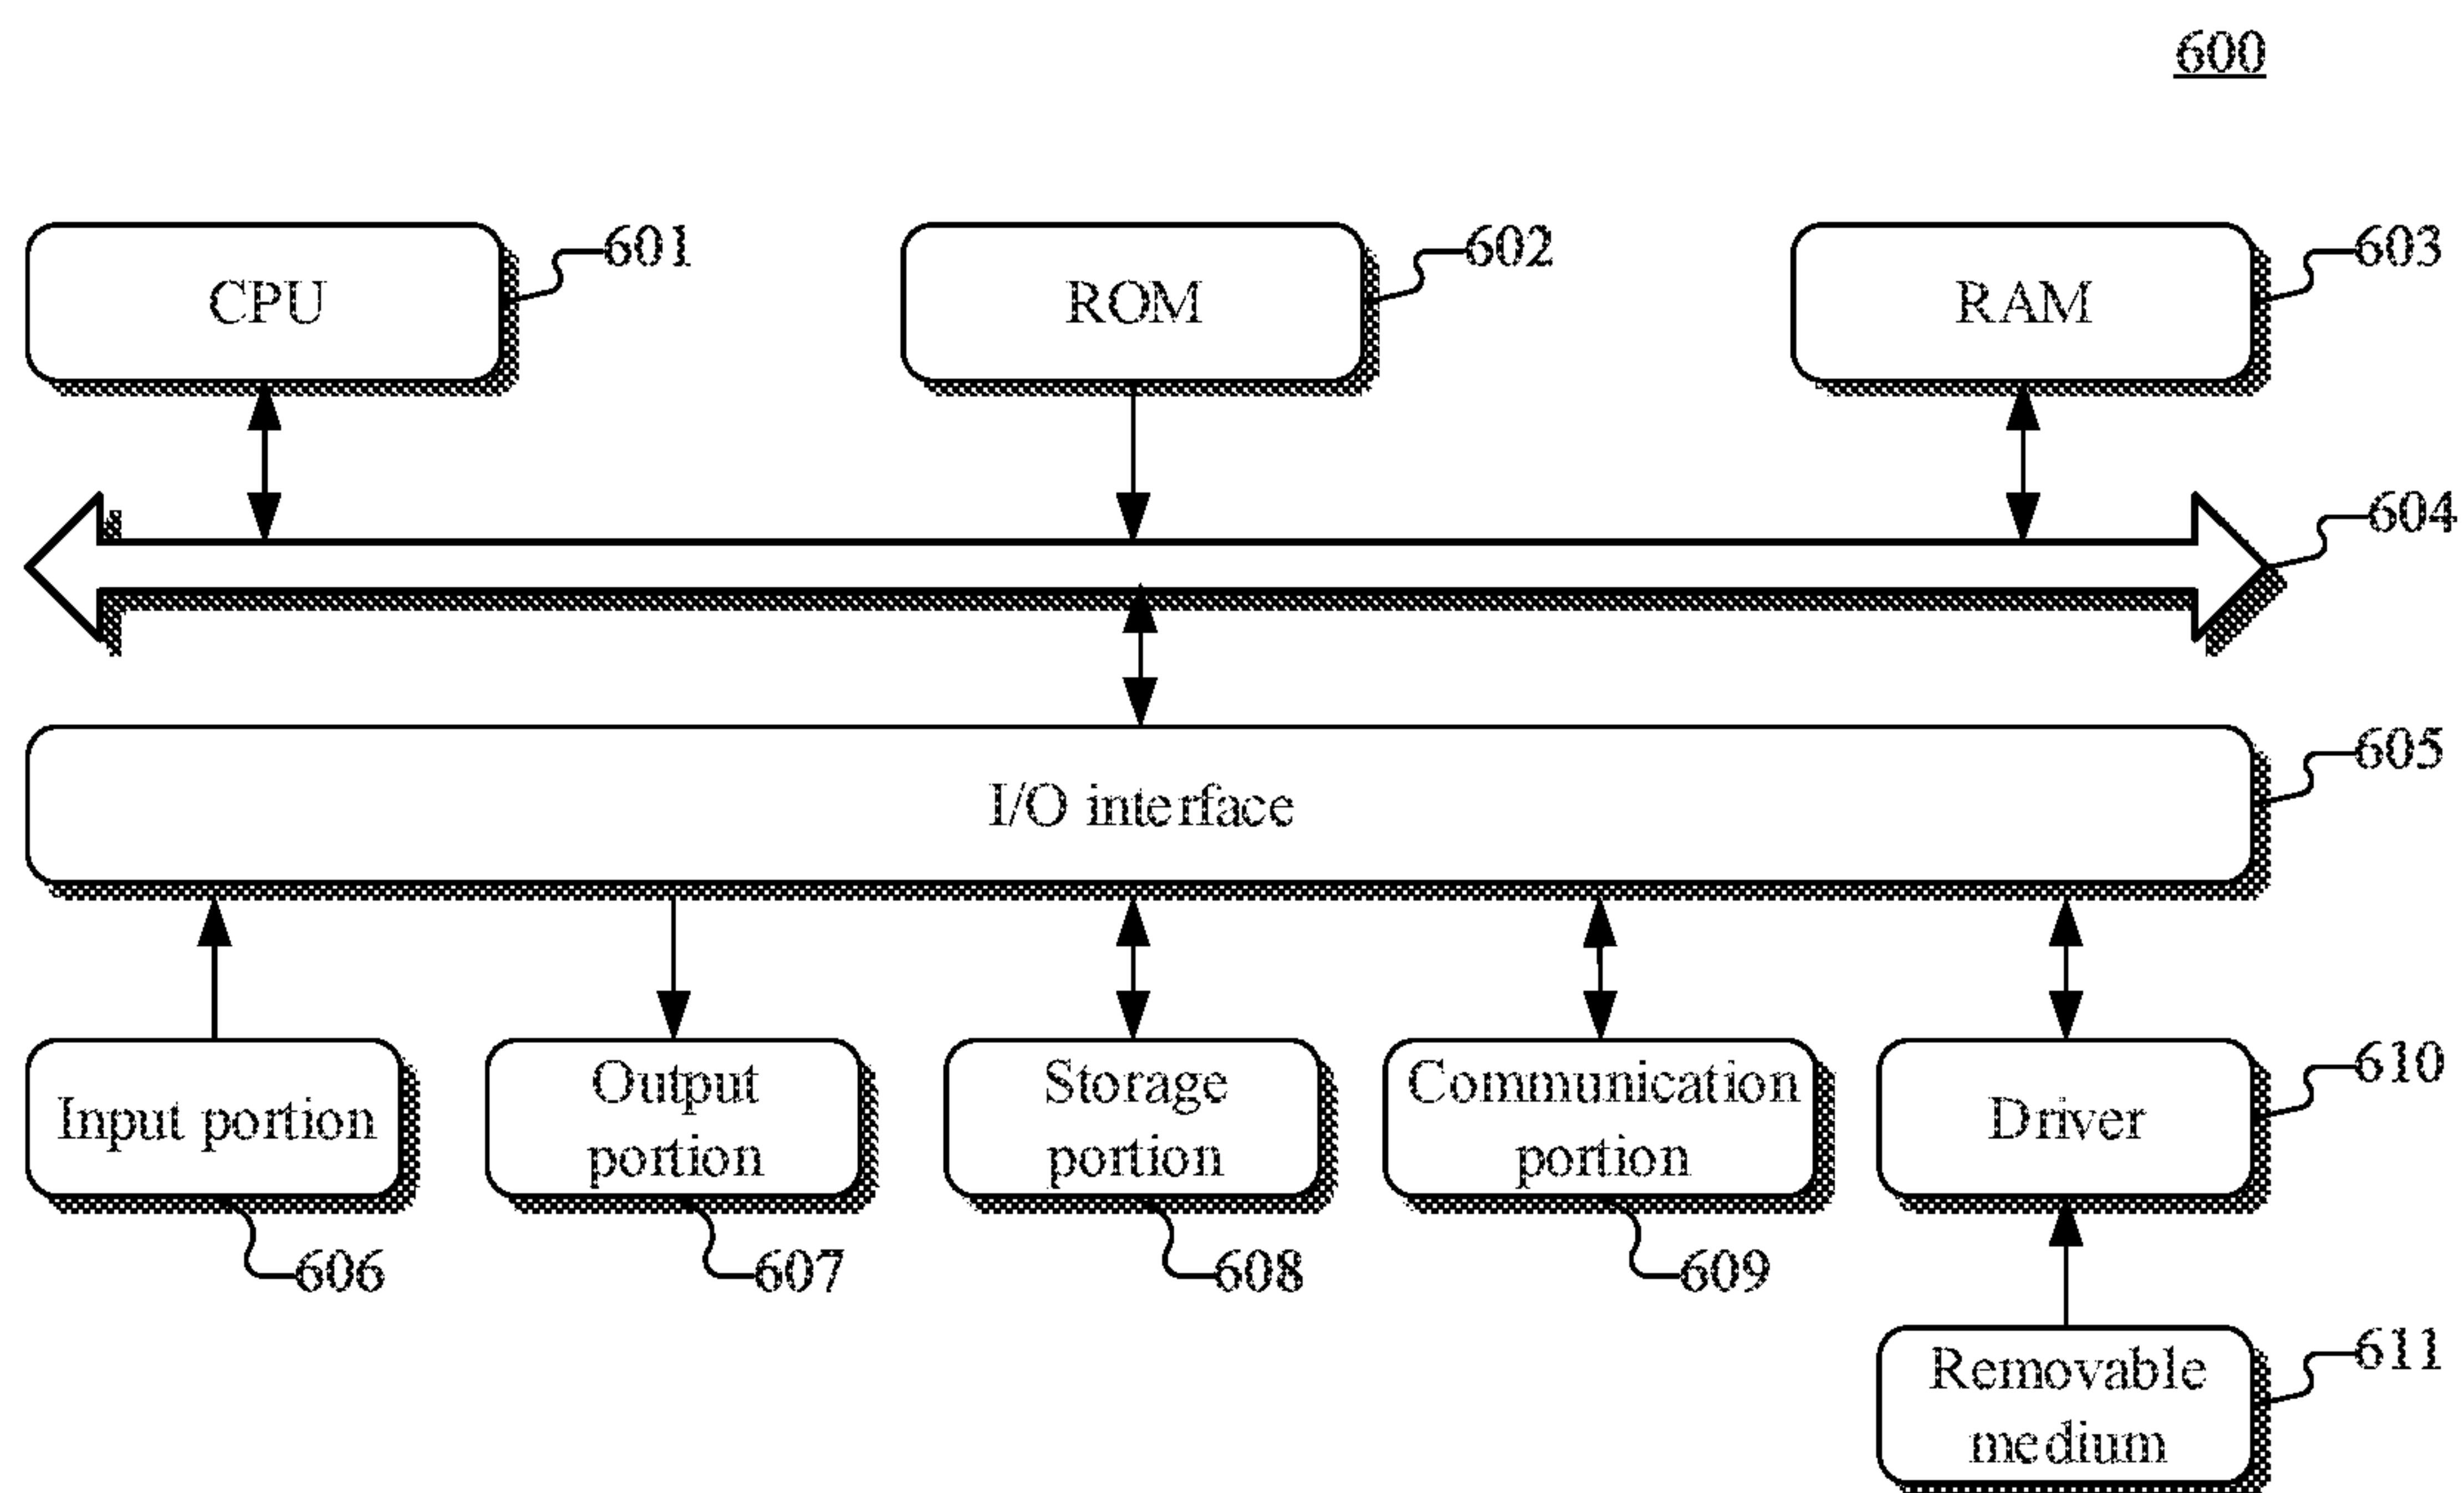 600
CPU
601
ROM
602
RAM
603
604
I/O interface
605
Input portion
606
Output
portion
607
Storage
portion
608
Communication
portion
609
Driver
610
Removable
medium
611